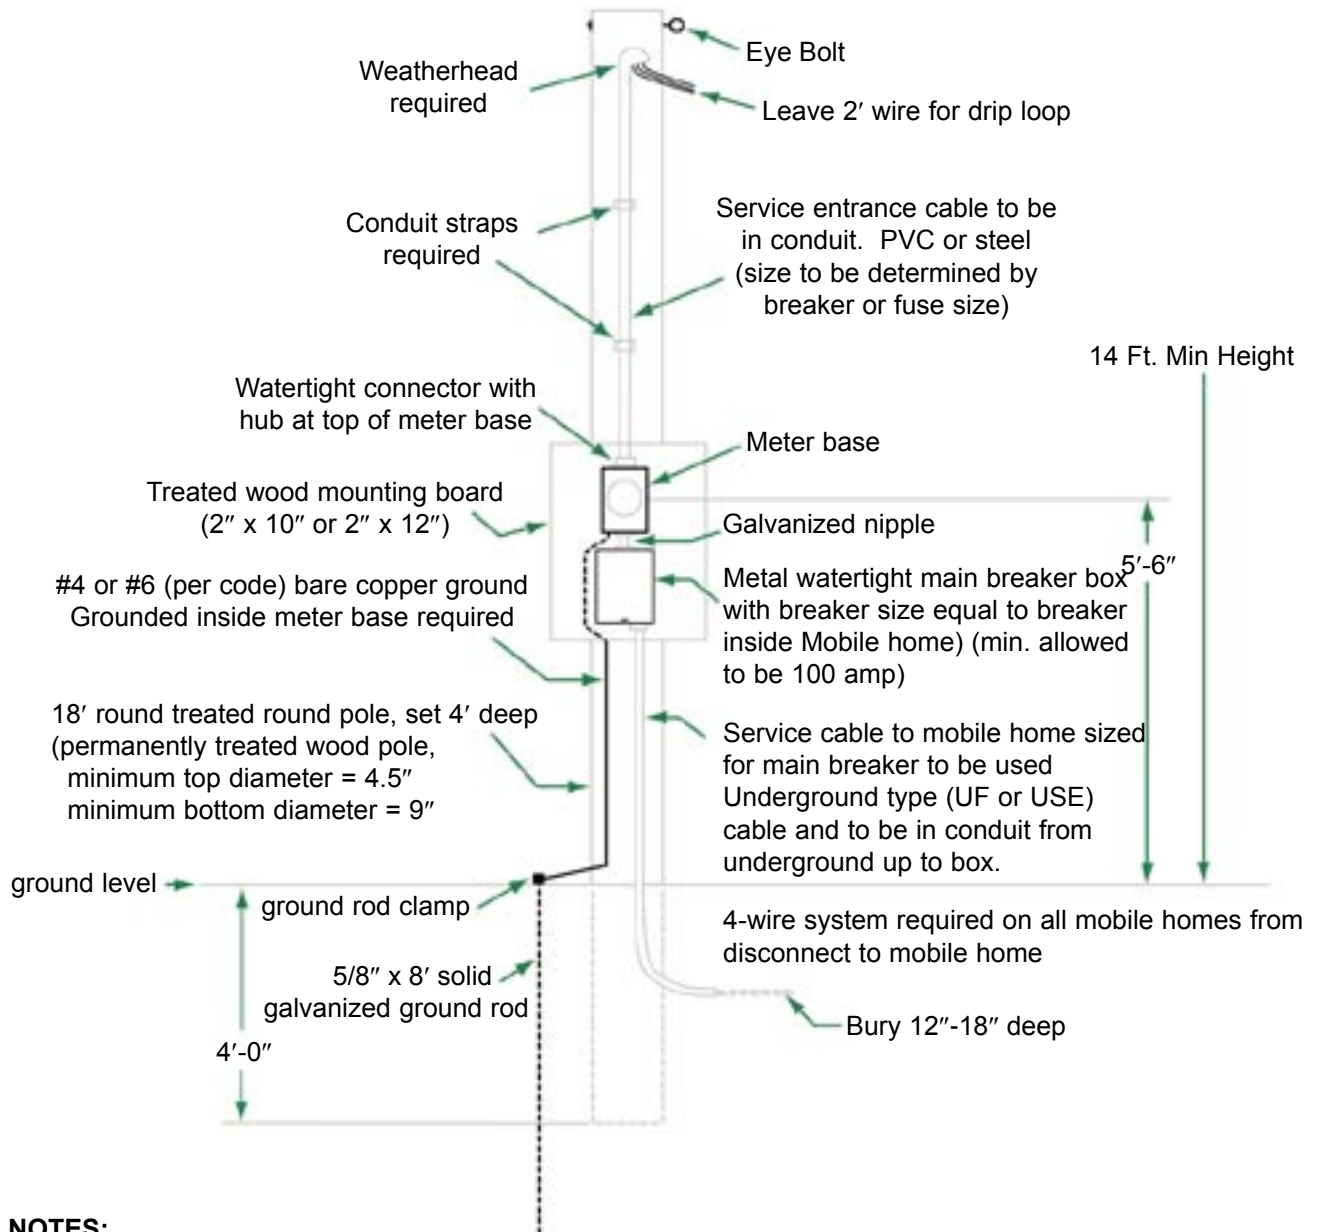 Eye Bolt
Weatherhead
required
Leave 2′ wire for drip loop
Conduit straps
required
Service entrance cable to be
in conduit.  PVC or steel
(size to be determined by
breaker or fuse size)
14 Ft. Min Height
Watertight connector with
hub at top of meter base
Meter base
Treated wood mounting board
(2″ x 10″ or 2″ x 12″)
Galvanized nipple
5′-6″
#4 or #6 (per code) bare copper ground
Grounded inside meter base required
Metal watertight main breaker box
with breaker size equal to breaker
inside Mobile home) (min. allowed
to be 100 amp)
18′ round treated round pole, set 4′ deep
(permanently treated wood pole,
minimum top diameter = 4.5″
minimum bottom diameter = 9″
Service cable to mobile home sized
for main breaker to be used
Underground type (UF or USE)
cable and to be in conduit from
underground up to box.
ground level
ground rod clamp
4-wire system required on all mobile homes from
disconnect to mobile home
5/8″ x 8′ solid
galvanized ground rod
Bury 12″-18″ deep
4′-0″
NOTES: